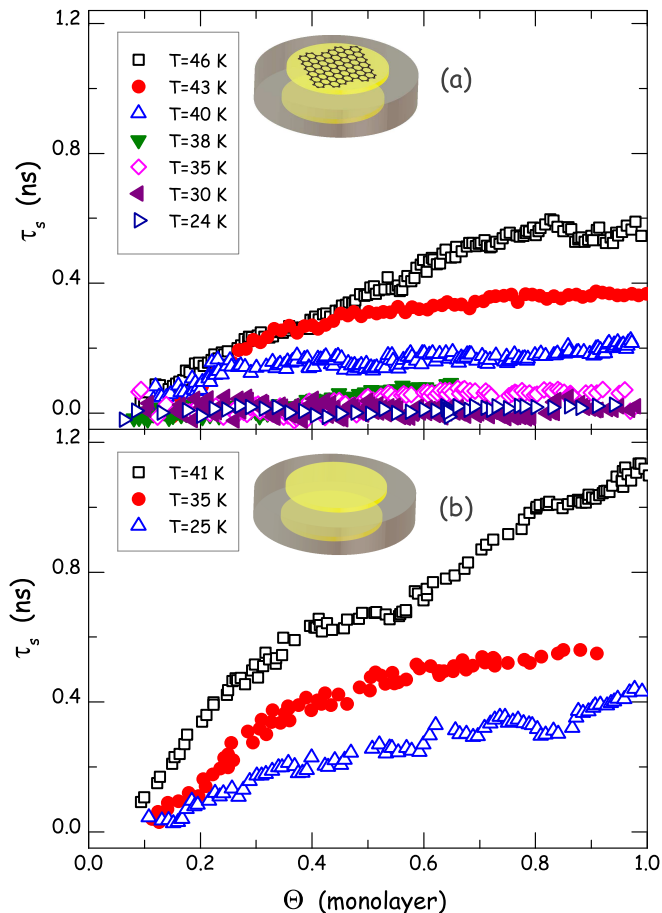 1.2
T=46 K
T=43 K
T=40 K
T=38 K
T=35 K
T=30 K
T=24 K
(a)
0.8
τs (ns)
0.4
0.0
1.2
T=41 K
T=35 K
T=25 K
(b)
0.8
τs (ns)
0.4
0.0
0.0 0.2 0.4 0.6 0.8 1.0
Θ (monolayer)